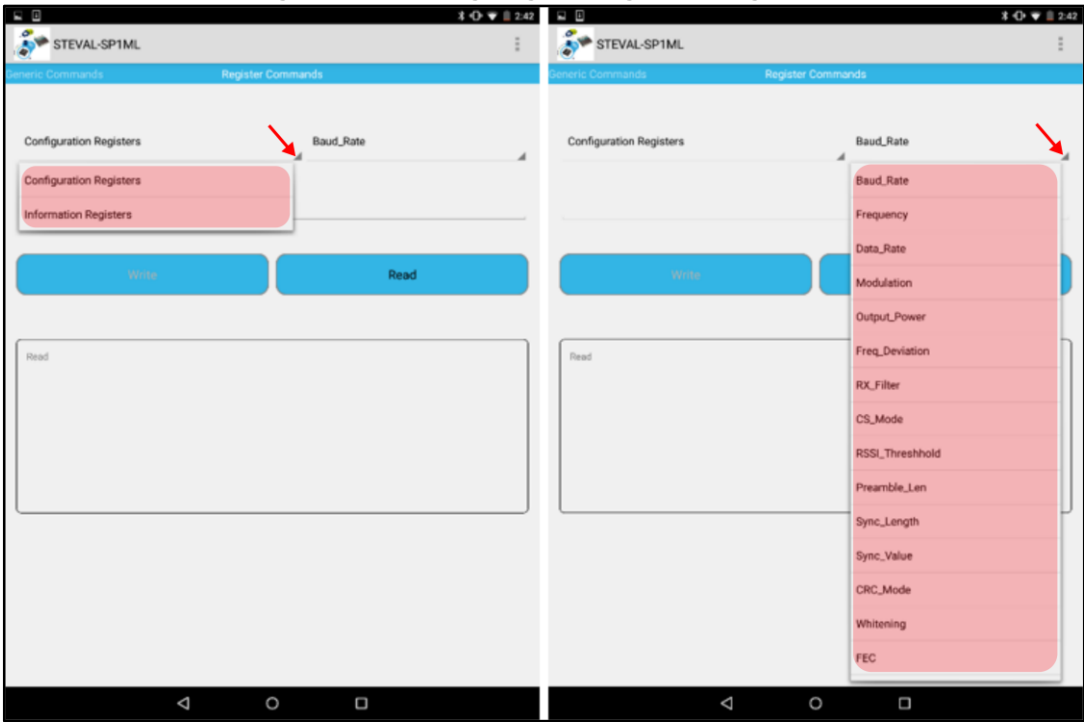 2:42
STEVAL-SP1ML
Generic Commands Register Commands
Configuration Registers Baud_Rate
Configuration Registers
Information Registers
Write Read
Read
2:42
STEVAL-SP1ML
Generic Commands Register Commands
Configuration Registers Baud_Rate
Baud_Rate
Frequency
Data_Rate
Modulation
Output_Power
Freq_Deviation
RX_Filter
CS_Mode
RSSI_Threshhold
Preamble_Len
Sync_Length
Sync_Value
CRC_Mode
Whitening
FEC
Write
Read